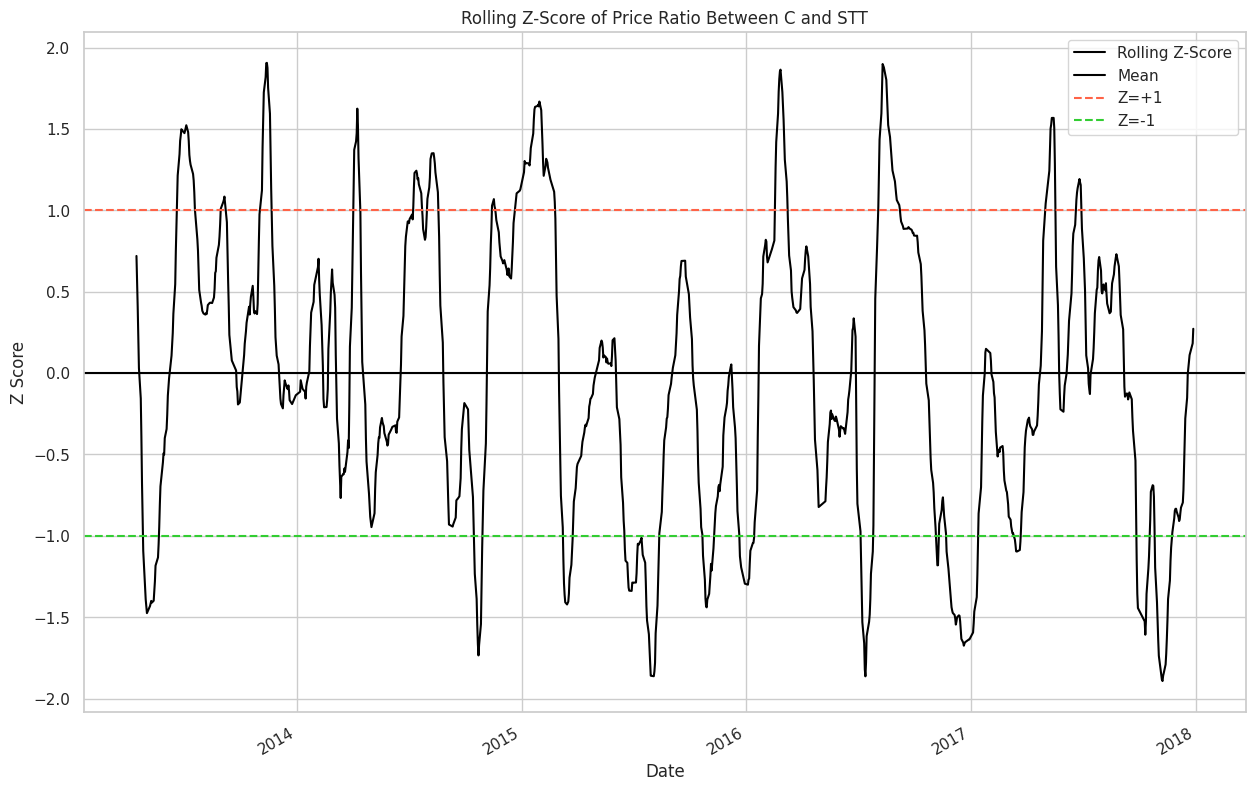 Rolling Z-Score of Price Ratio Between C and STT
2.0
1.5
1.0
0.5
0.0
−0.5
−1.0
−1.5
−2.0
Z Score
Rolling Z-Score
Mean
Z=+1
Z=-1
2014
2015
2016
2017
2018
Date